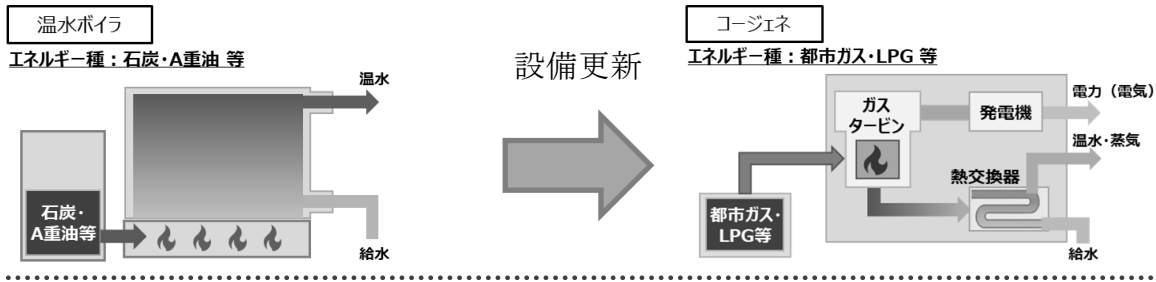 温水ボイラ
エネルギー種：石炭・A重油 等
温水
石炭・
A重油等
給水
設備更新
コージェネ
エネルギー種：都市ガス・LPG 等
ガス
タービン
発電機
電力（電気）
温水・蒸気
熱交換器
都市ガス・
LPG等
給水